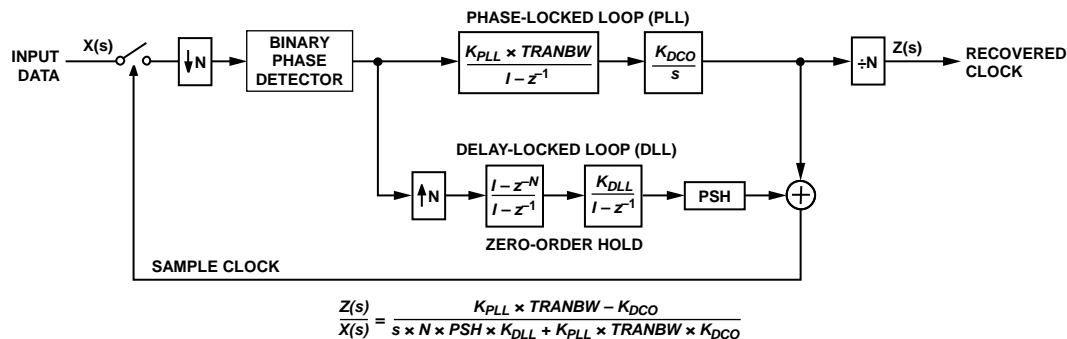 PHASE-LOCKED LOOP (PLL)
INPUT
DATA
X(s)
↓N
BINARY
PHASE
DETECTOR
K_PLL × TRANBW
I – z⁻¹
K_DCO
s
÷N
Z(s)
RECOVERED
CLOCK
DELAY-LOCKED LOOP (DLL)
↑N
I – z⁻ᴺ
I – z⁻¹
K_DLL
I – z⁻¹
PSH
+
ZERO-ORDER HOLD
SAMPLE CLOCK
Z(s)
X(s)
=
K_PLL × TRANBW – K_DCO
s × N × PSH × K_DLL + K_PLL × TRANBW × K_DCO